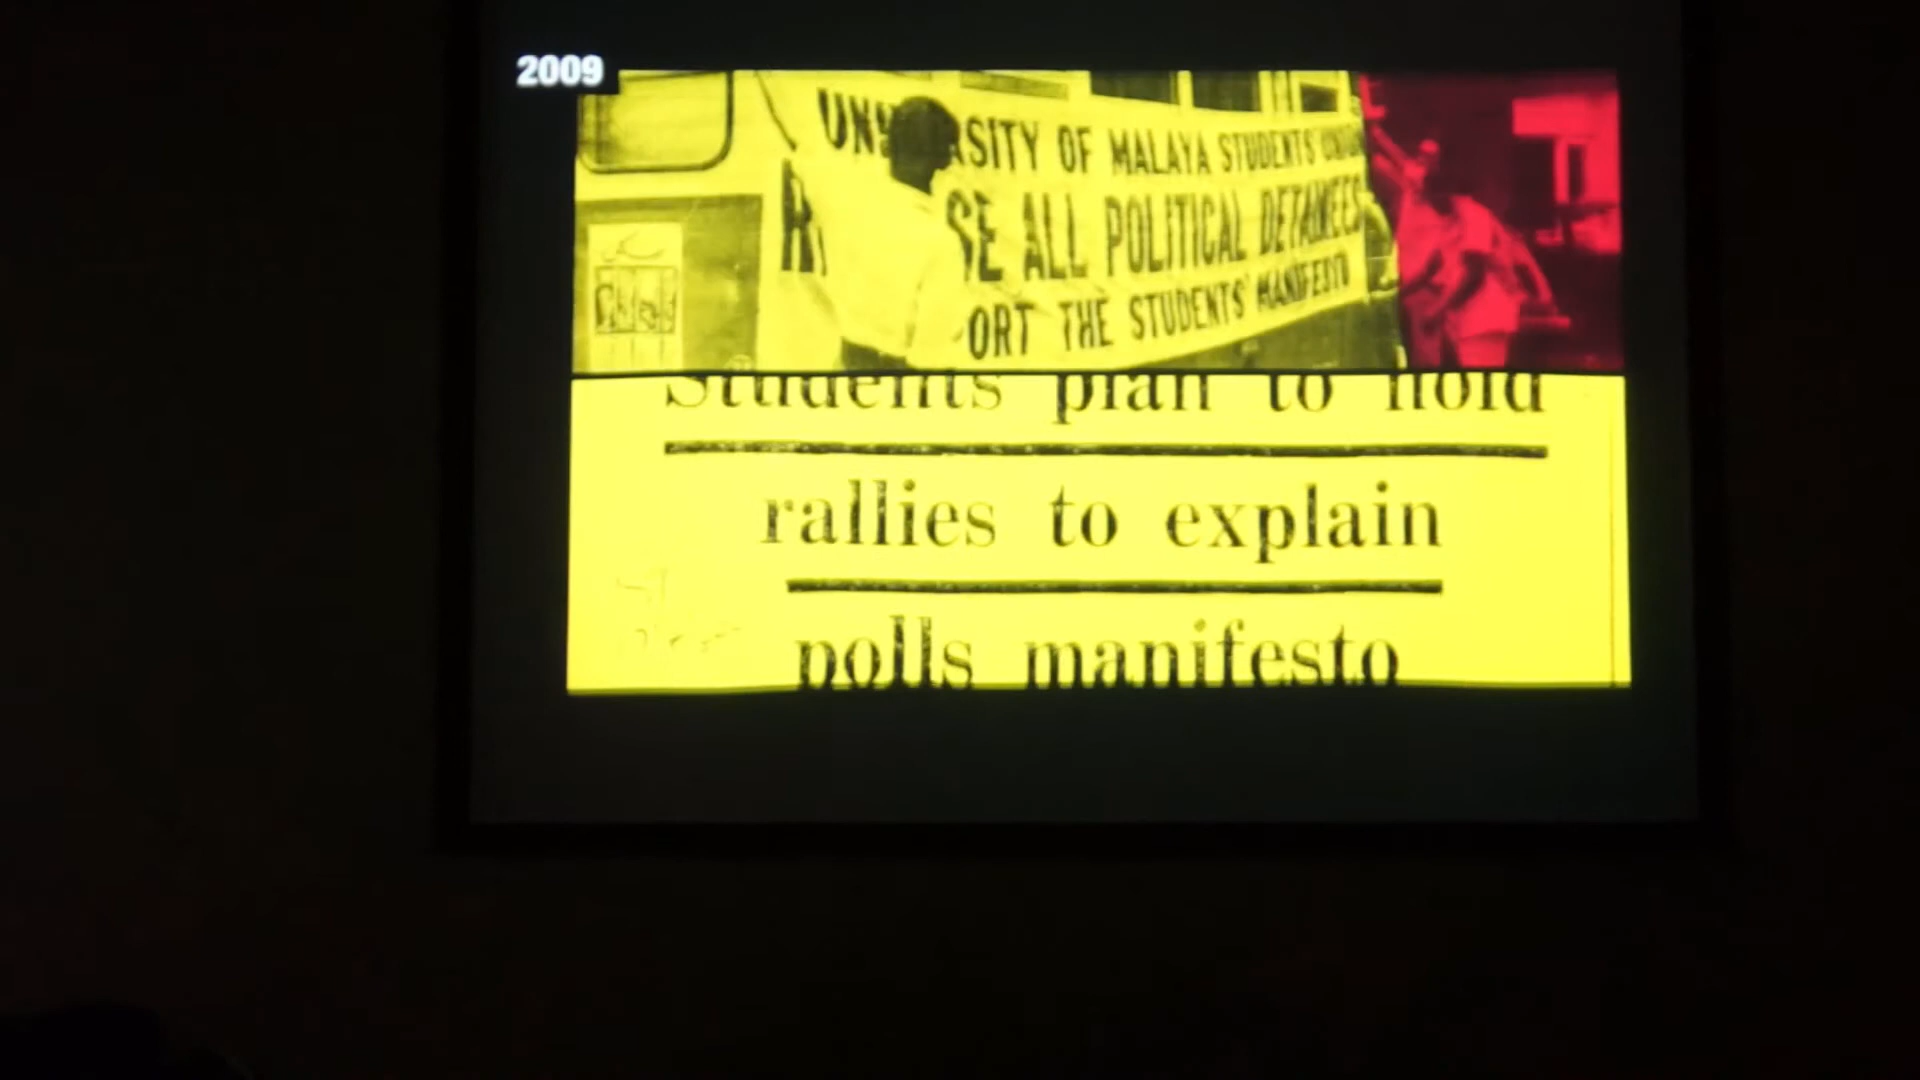 2009
SITY OF MALAYA STUDENTS' UNION
SE ALL POLITICAL DETAINEES
ORT THE STUDENTS' MANIFESTO
Students plan to hold
rallies to explain
polls manifesto